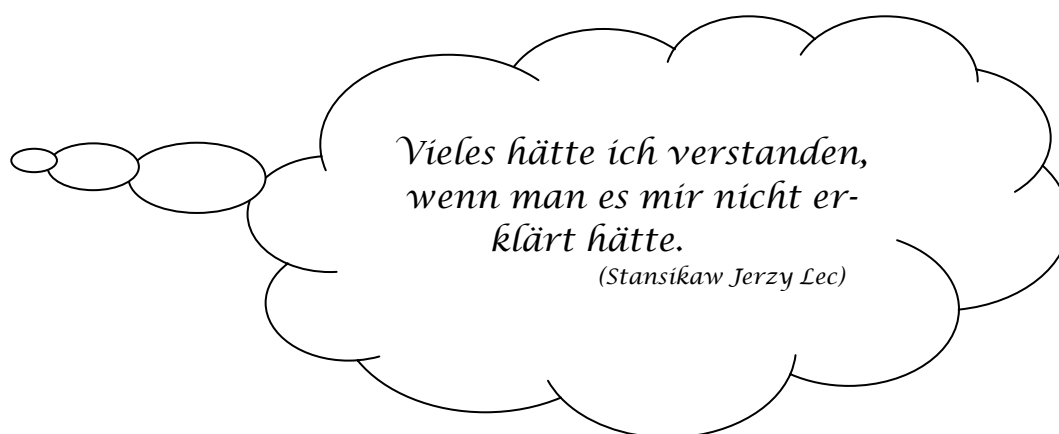 Vieles hätte ich verstanden,
wenn man es mir nicht er-
klärt hätte.
(Stansikaw Jerzy Lec)